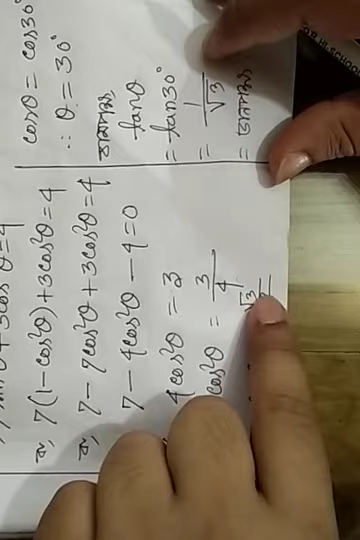 বা, 7(1-cos²θ)+3cos²θ=4
বা, 7-7cos²θ+3cos²θ=4
7-4cos²θ-4=0
4cos²θ=3
cos²θ = 3/4
cosθ = cos30°
∴ θ = 30°
বামপক্ষ,
tanθ
= tan30°
= 1/√3
= ডানপক্ষ